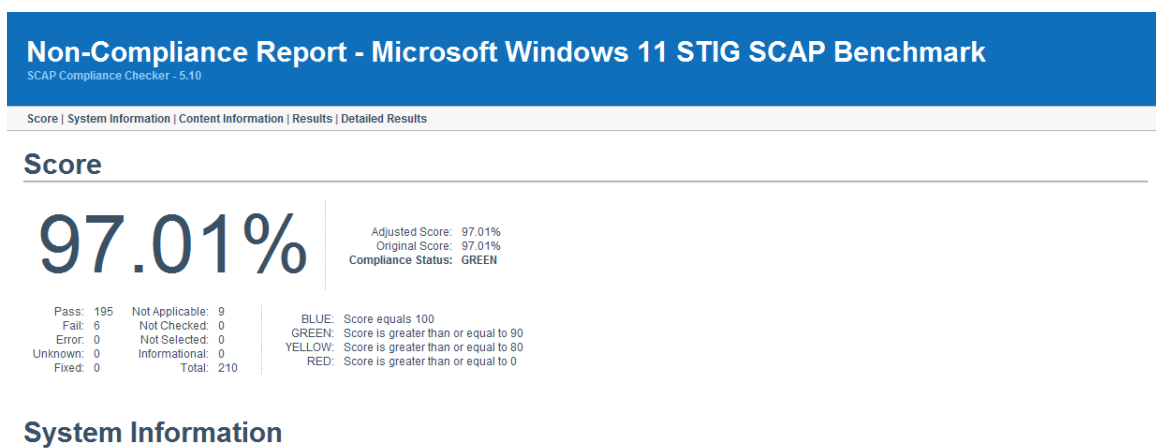 Non-Compliance Report - Microsoft Windows 11 STIG SCAP Benchmark
SCAP Compliance Checker - 5.10
Score | System Information | Content Information | Results | Detailed Results
Score
97.01%
Adjusted Score: 97.01%
Original Score: 97.01%
Compliance Status: GREEN
Pass: 195 Not Applicable: 9
Fail: 6 Not Checked: 0
Error: 0 Not Selected: 0
Unknown: 0 Informational: 0
Fixed: 0 Total: 210
BLUE: Score equals 100
GREEN: Score is greater than or equal to 90
YELLOW: Score is greater than or equal to 80
RED: Score is greater than or equal to 0
System Information